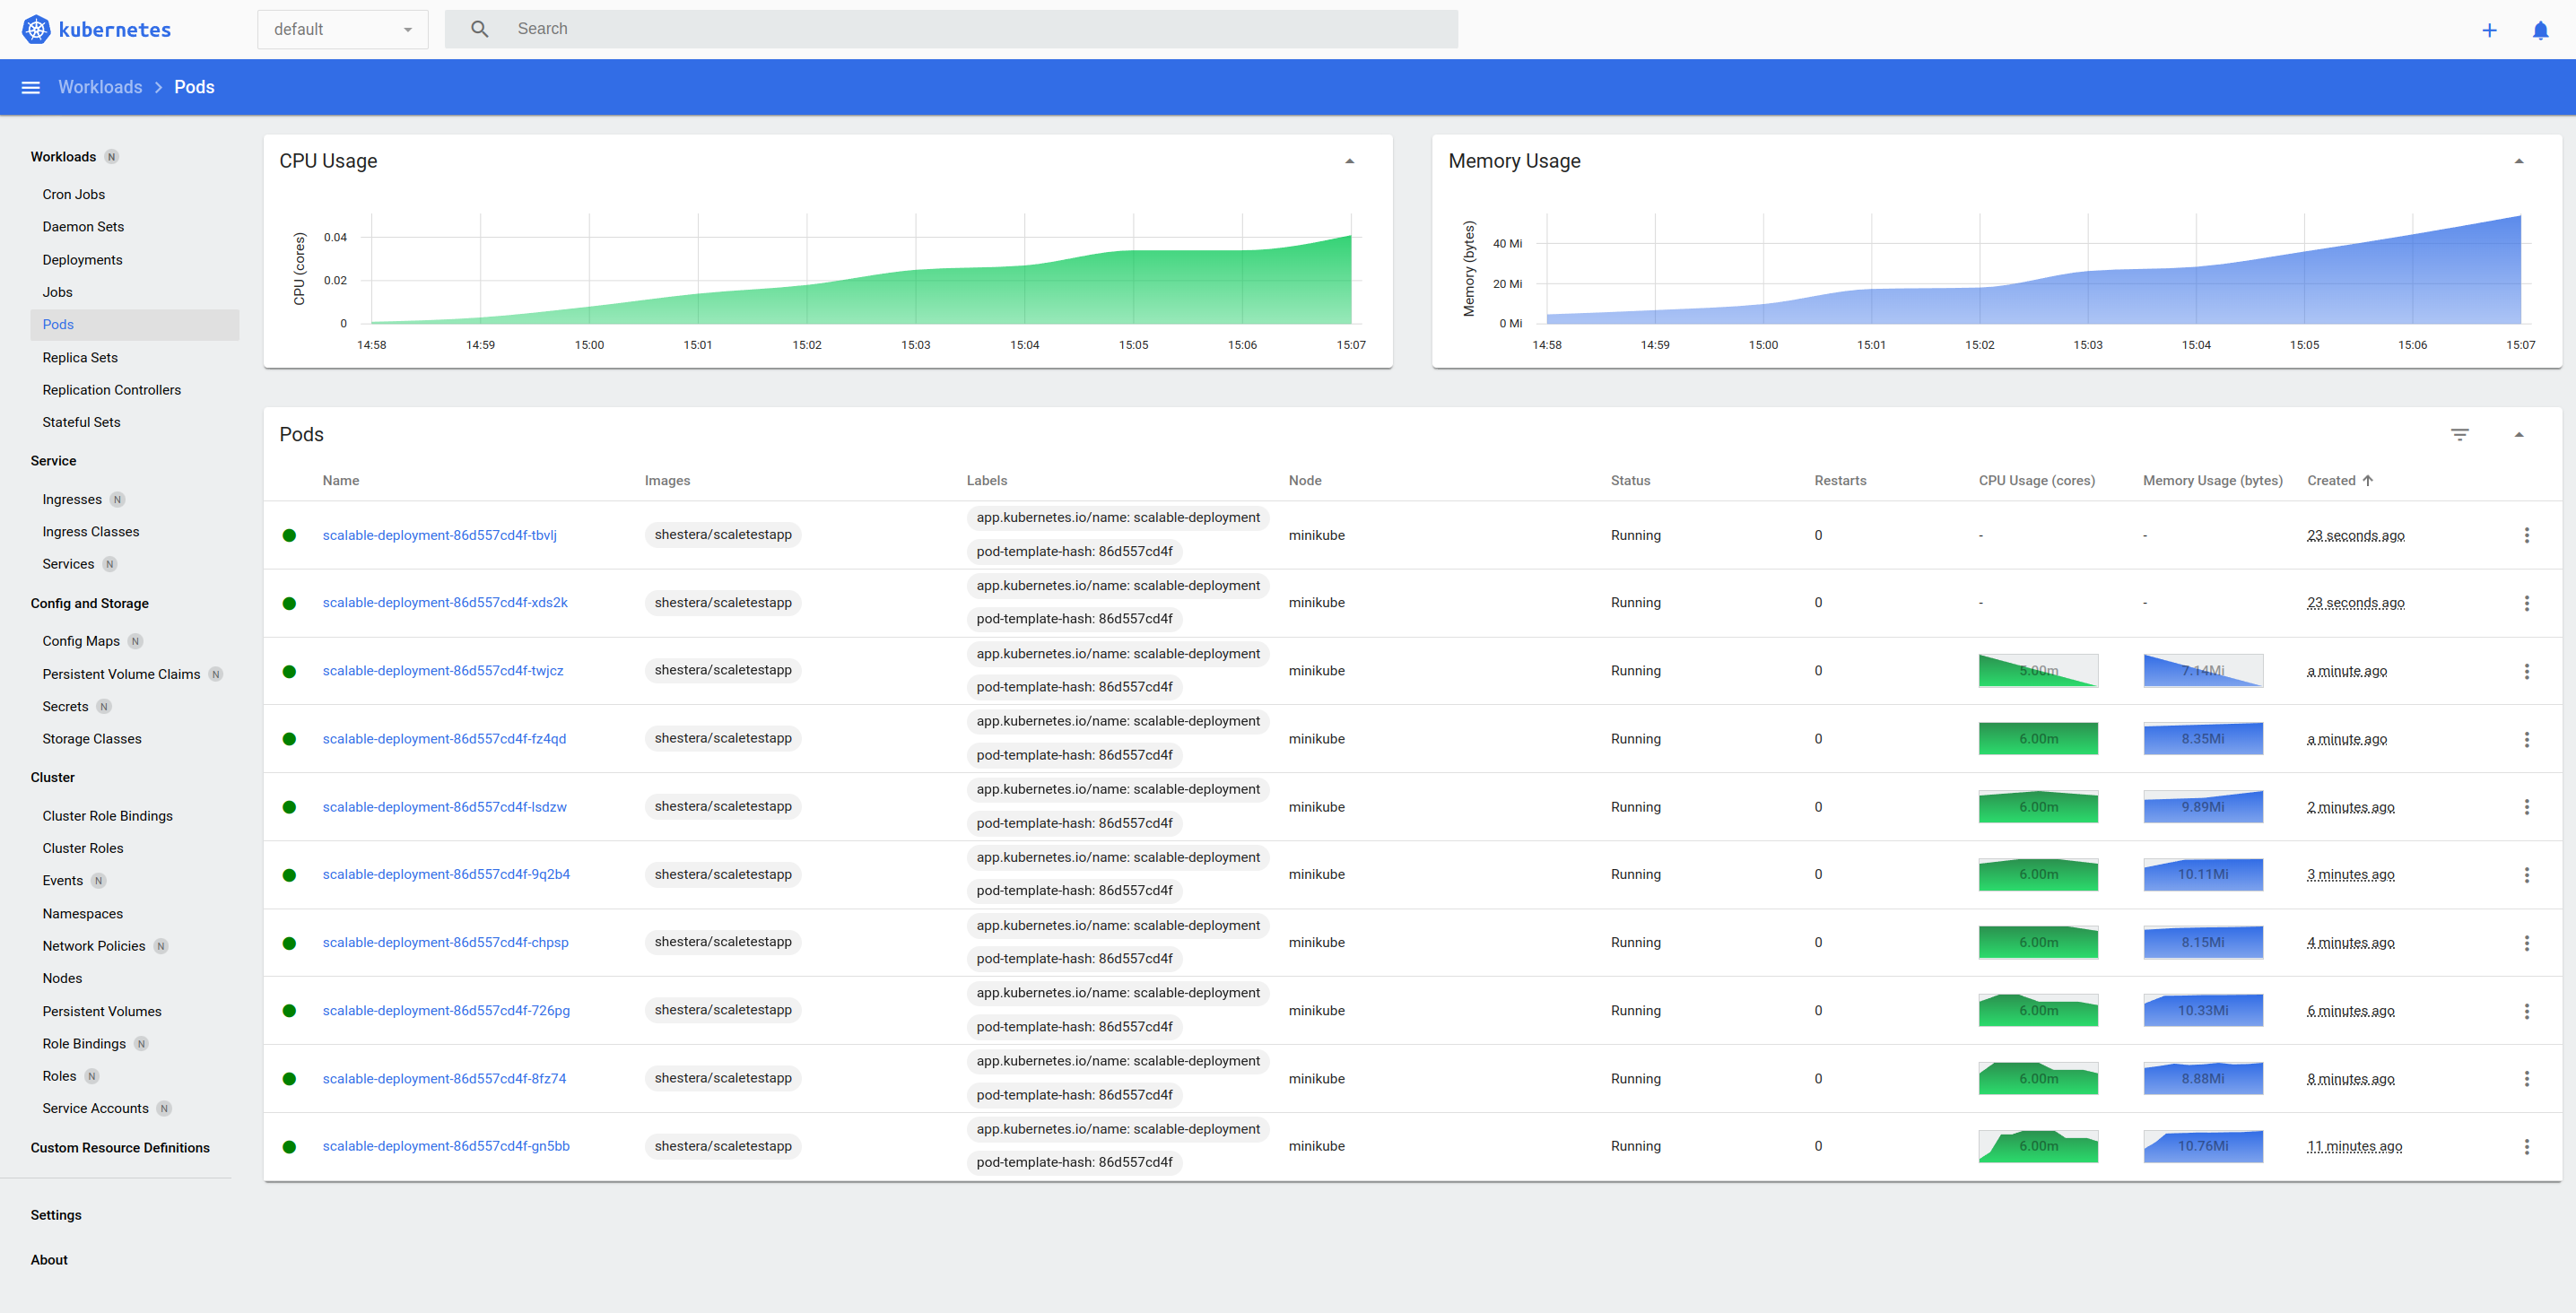 kubernetes
default
Search
Workloads
Pods
Workloads N
Cron Jobs
Daemon Sets
Deployments
Jobs
Pods
Replica Sets
Replication Controllers
Stateful Sets
Service
Ingresses N
Ingress Classes
Services N
Config and Storage
Config Maps N
Persistent Volume Claims N
Secrets N
Storage Classes
Cluster
Cluster Role Bindings
Cluster Roles
Events N
Namespaces
Network Policies N
Nodes
Persistent Volumes
Role Bindings N
Roles N
Service Accounts N
Custom Resource Definitions
Settings
About
CPU Usage
CPU (cores)
0.04
0.02
0
14:58 14:59 15:00 15:01 15:02 15:03 15:04 15:05 15:06 15:07
Memory Usage
Memory (bytes)
40 Mi
20 Mi
0 Mi
14:58 14:59 15:00 15:01 15:02 15:03 15:04 15:05 15:06 15:07
Pods
Name Images Labels Node Status Restarts CPU Usage (cores) Memory Usage (bytes) Created
app.kubernetes.io/name: scalable-deployment
scalable-deployment-86d557cd4f-tbvlj shestera/scaletestapp minikube Running 0 - - 23 seconds ago
pod-template-hash: 86d557cd4f
app.kubernetes.io/name: scalable-deployment
scalable-deployment-86d557cd4f-xds2k shestera/scaletestapp minikube Running 0 - - 23 seconds ago
pod-template-hash: 86d557cd4f
app.kubernetes.io/name: scalable-deployment
scalable-deployment-86d557cd4f-twjcz shestera/scaletestapp minikube Running 0 5.00m 7.14Mi a minute ago
pod-template-hash: 86d557cd4f
app.kubernetes.io/name: scalable-deployment
scalable-deployment-86d557cd4f-fz4qd shestera/scaletestapp minikube Running 0 6.00m 8.35Mi a minute ago
pod-template-hash: 86d557cd4f
app.kubernetes.io/name: scalable-deployment
scalable-deployment-86d557cd4f-lsdzw shestera/scaletestapp minikube Running 0 6.00m 9.89Mi 2 minutes ago
pod-template-hash: 86d557cd4f
app.kubernetes.io/name: scalable-deployment
scalable-deployment-86d557cd4f-9q2b4 shestera/scaletestapp minikube Running 0 6.00m 10.11Mi 3 minutes ago
pod-template-hash: 86d557cd4f
app.kubernetes.io/name: scalable-deployment
scalable-deployment-86d557cd4f-chpsp shestera/scaletestapp minikube Running 0 6.00m 8.15Mi 4 minutes ago
pod-template-hash: 86d557cd4f
app.kubernetes.io/name: scalable-deployment
scalable-deployment-86d557cd4f-726pg shestera/scaletestapp minikube Running 0 6.00m 10.33Mi 6 minutes ago
pod-template-hash: 86d557cd4f
app.kubernetes.io/name: scalable-deployment
scalable-deployment-86d557cd4f-8fz74 shestera/scaletestapp minikube Running 0 6.00m 8.88Mi 8 minutes ago
pod-template-hash: 86d557cd4f
app.kubernetes.io/name: scalable-deployment
scalable-deployment-86d557cd4f-gn5bb shestera/scaletestapp minikube Running 0 6.00m 10.76Mi 11 minutes ago
pod-template-hash: 86d557cd4f